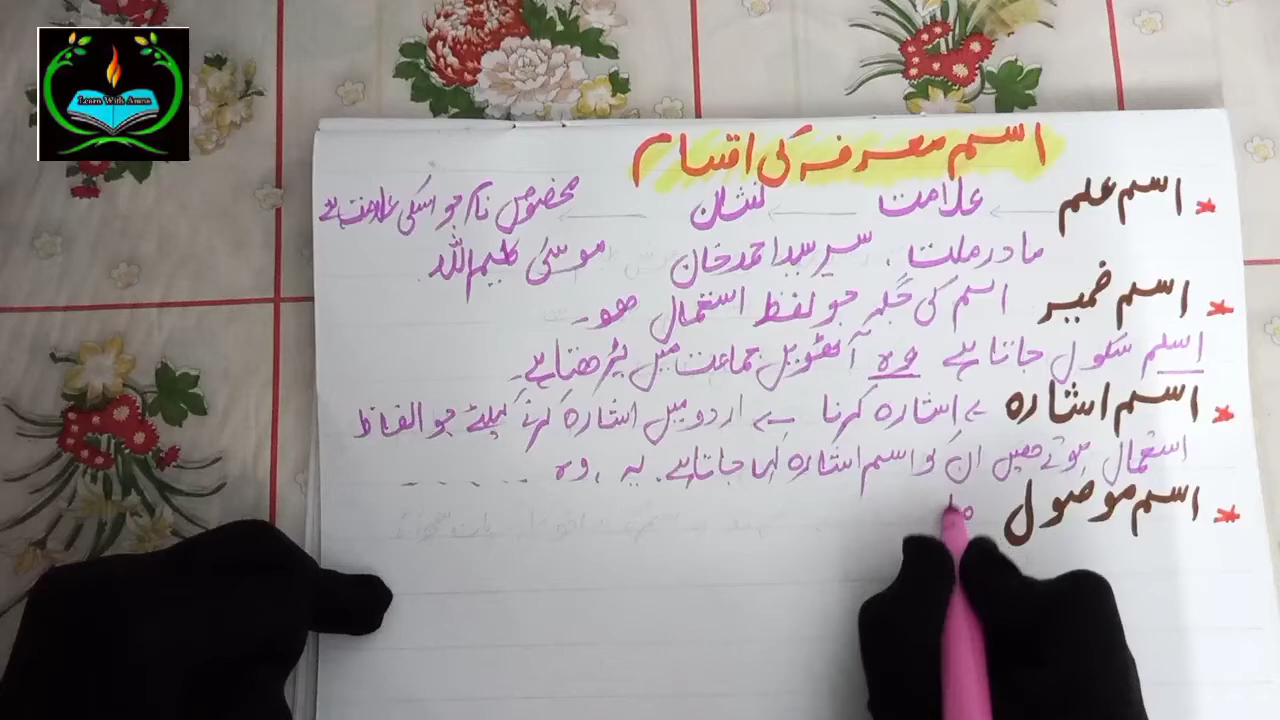 Learn With Amna
اسم معرفہ کی اقسام
* اسم علم ← علامت ← نشان ← مخصوص نام جو اسکی علامت ہے
مادر ملت ، سر سید احمد خان موسیٰ کلیم اللہ
* اسم ضمیر اسم کی جگہ جو لفظ استعمال ہو۔
اسلم سکول جاتا ہے وہ آٹھویں جماعت میں پڑھتا ہے۔
* اسم اشارہ ے اشارہ کرنا ے اردو میں اشارہ کرنے کیلئے جو الفاظ
استعمال ہوتے ہیں ان کو اسم اشارہ کہا جاتا ہے۔ یہ ، وہ ------
* اسم موصول